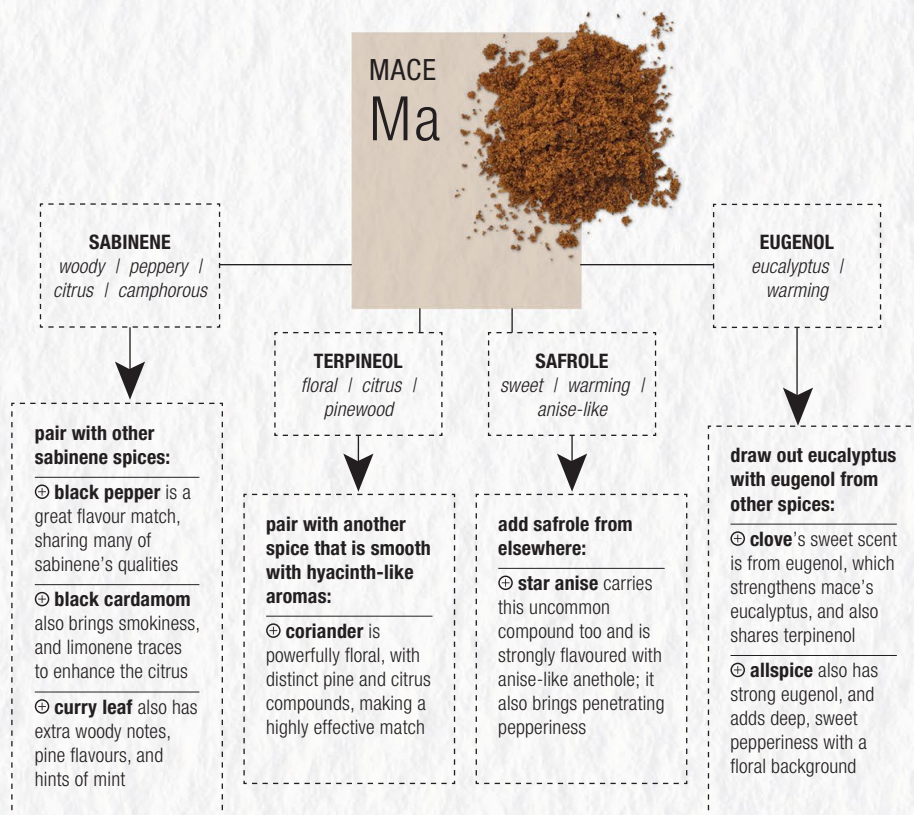 MACE
Ma
SABINENE
woody | peppery |
citrus | camphorous
pair with other
sabinene spices:
⊕ black pepper is a
great flavour match,
sharing many of
sabinene’s qualities
⊕ black cardamom
also brings smokiness,
and limonene traces
to enhance the citrus
⊕ curry leaf also has
extra woody notes,
pine flavours, and
hints of mint
TERPINEOL
floral | citrus |
pinewood
pair with another
spice that is smooth
with hyacinth-like
aromas:
⊕ coriander is
powerfully floral, with
distinct pine and citrus
compounds, making a
highly effective match
SAFROLE
sweet | warming |
anise-like
add safrole from
elsewhere:
⊕ star anise carries
this uncommon
compound too and is
strongly flavoured with
anise-like anethole; it
also brings penetrating
pepperiness
EUGENOL
eucalyptus |
warming
draw out eucalyptus
with eugenol from
other spices:
⊕ clove’s sweet scent
is from eugenol, which
strengthens mace’s
eucalyptus, and also
shares terpinenol
⊕ allspice also has
strong eugenol, and
adds deep, sweet
pepperiness with a
floral background